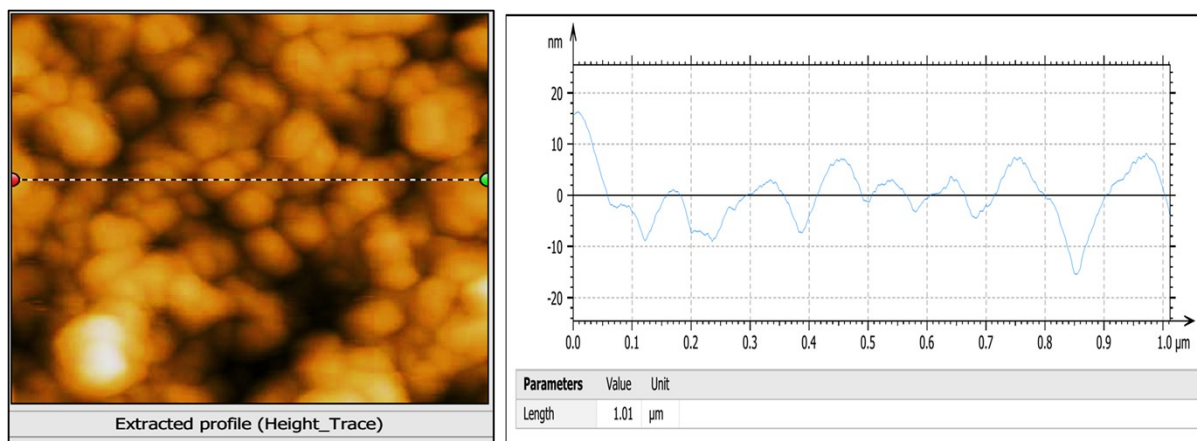 Extracted profile (Height_Trace)
nm
20
10
0
-10
-20
0.0 0.1 0.2 0.3 0.4 0.5 0.6 0.7 0.8 0.9 1.0 µm
Parameters Value Unit
Length 1.01 µm